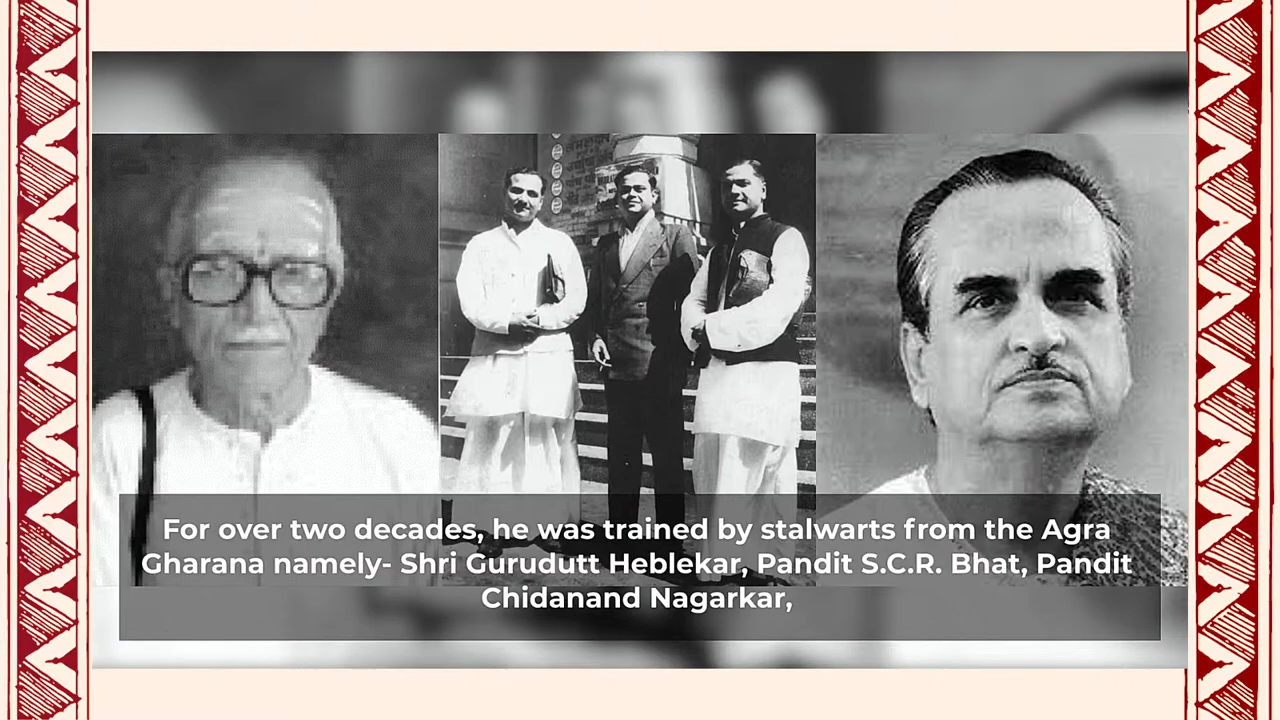 For over two decades, he was trained by stalwarts from the Agra
Gharana namely- Shri Gurudutt Heblekar, Pandit S.C.R. Bhat, Pandit
Chidanand Nagarkar,